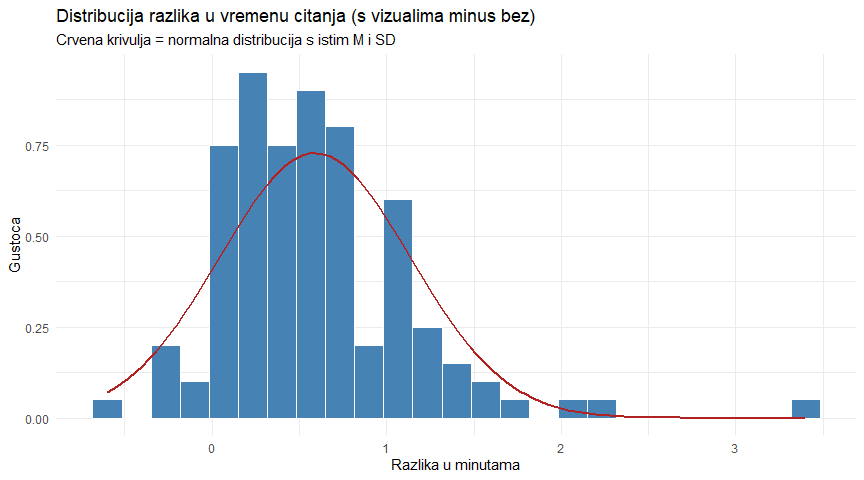 Distribucija razlika u vremenu citanja (s vizualima minus bez)
Crvena krivulja = normalna distribucija s istim M i SD
Gustoca
0.75
0.50
0.25
0.00
0 1 2 3
Razlika u minutama